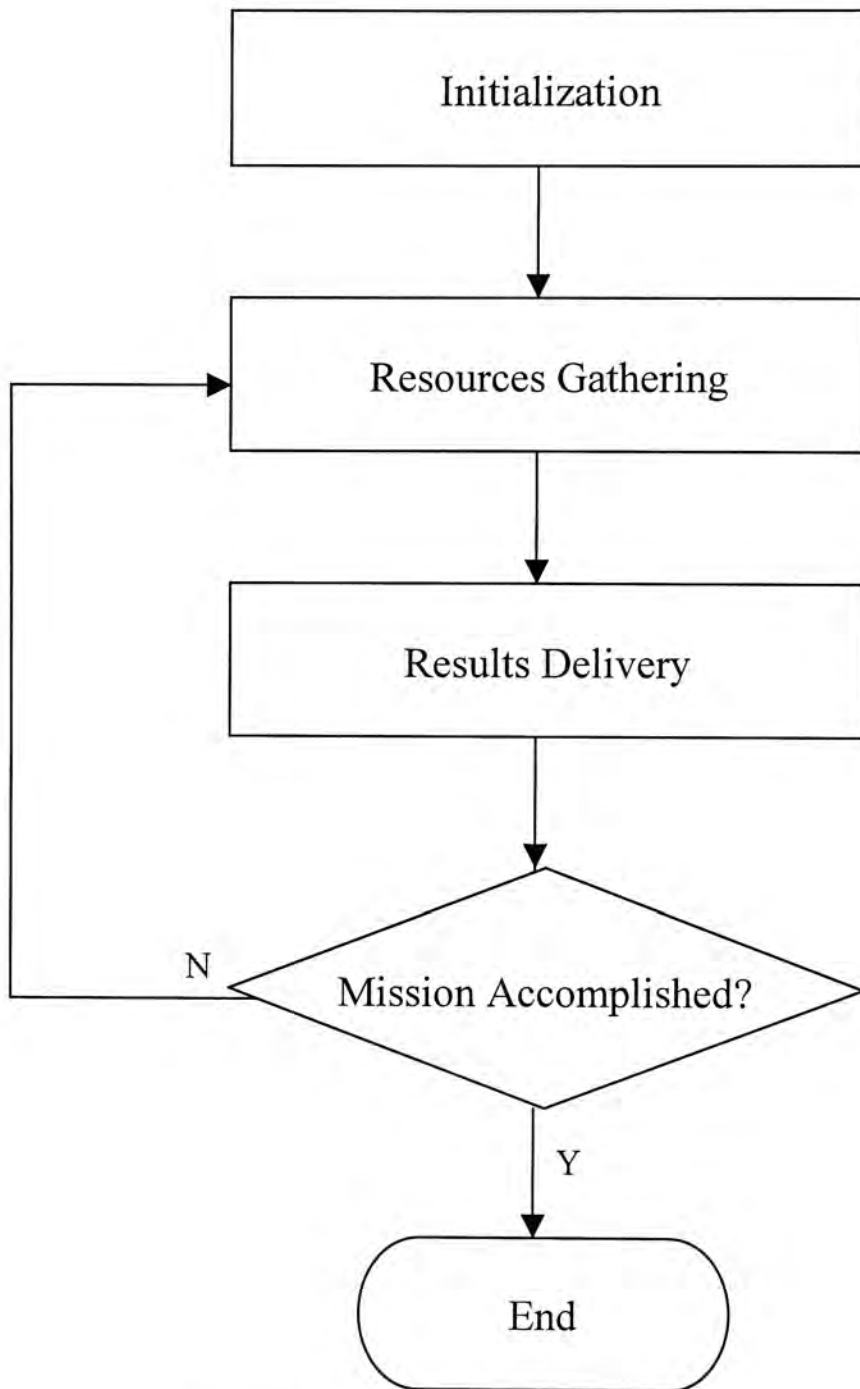 Initialization
Resources Gathering
Results Delivery
N
Mission Accomplished?
Y
End